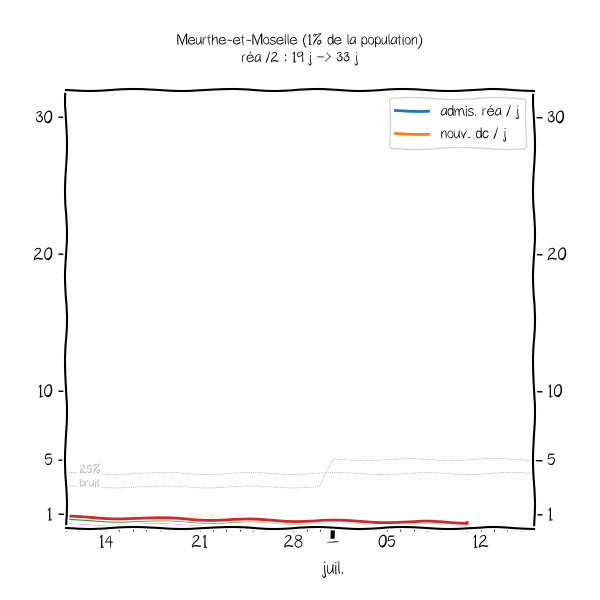 Meurthe-et-Moselle (1% de la population)
réa /2 : 19 j -> 33 j
admis. réa / j
nouv. dc / j
30 30
20 20
10 10
5 5
25%
bruit
1 1
14 21 28 1 05 12
juil.